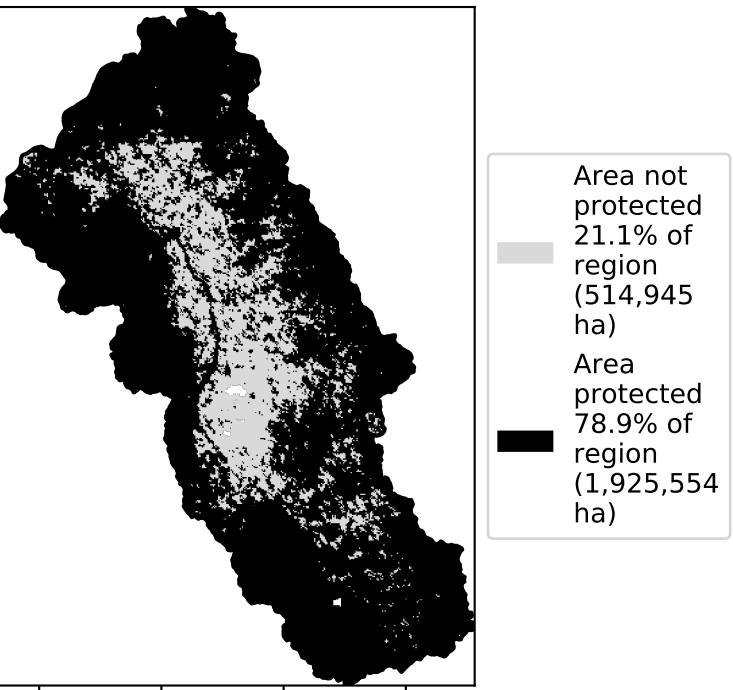 Area not
protected
21.1% of
region
(514,945
ha)
Area
protected
78.9% of
region
(1,925,554
ha)